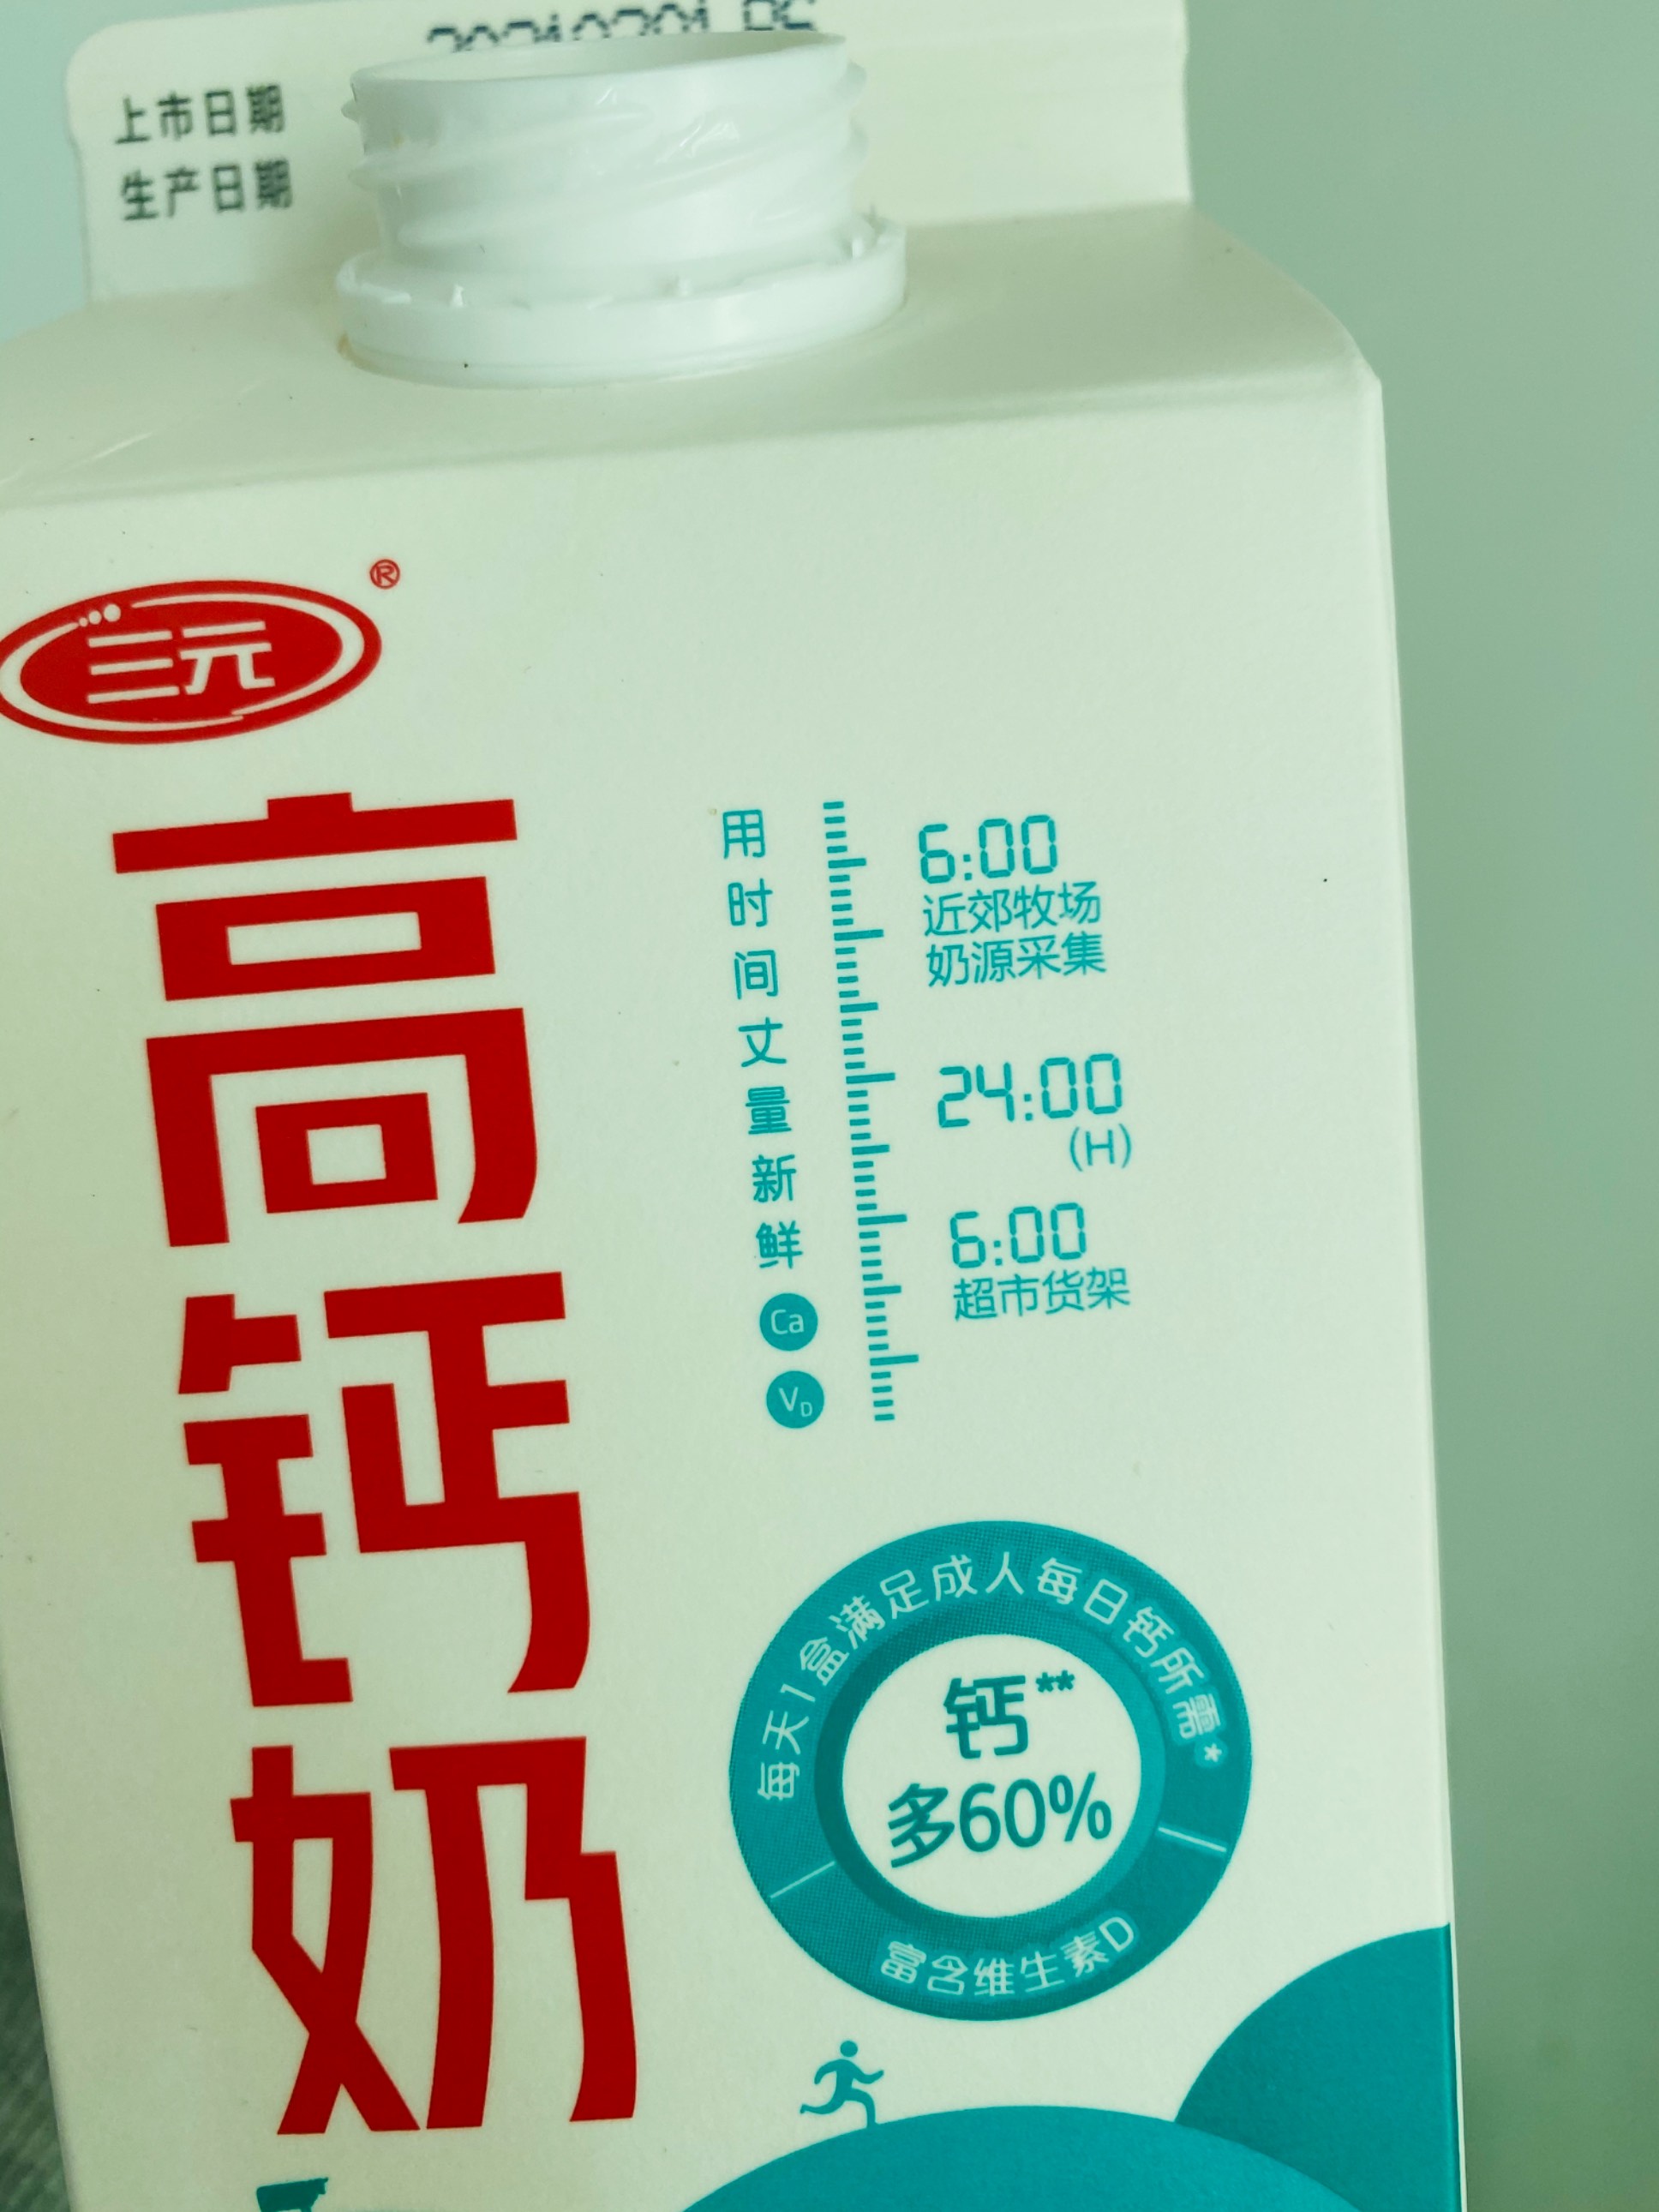 上市日期
生产日期
三元®
高钙奶
用时间丈量新鲜
Ca
VD
6:00
近郊牧场
奶源采集
24:00
(H)
6:00
超市货架
每天1盒满足成人每日钙所需*
钙**
多60%
富含维生素D